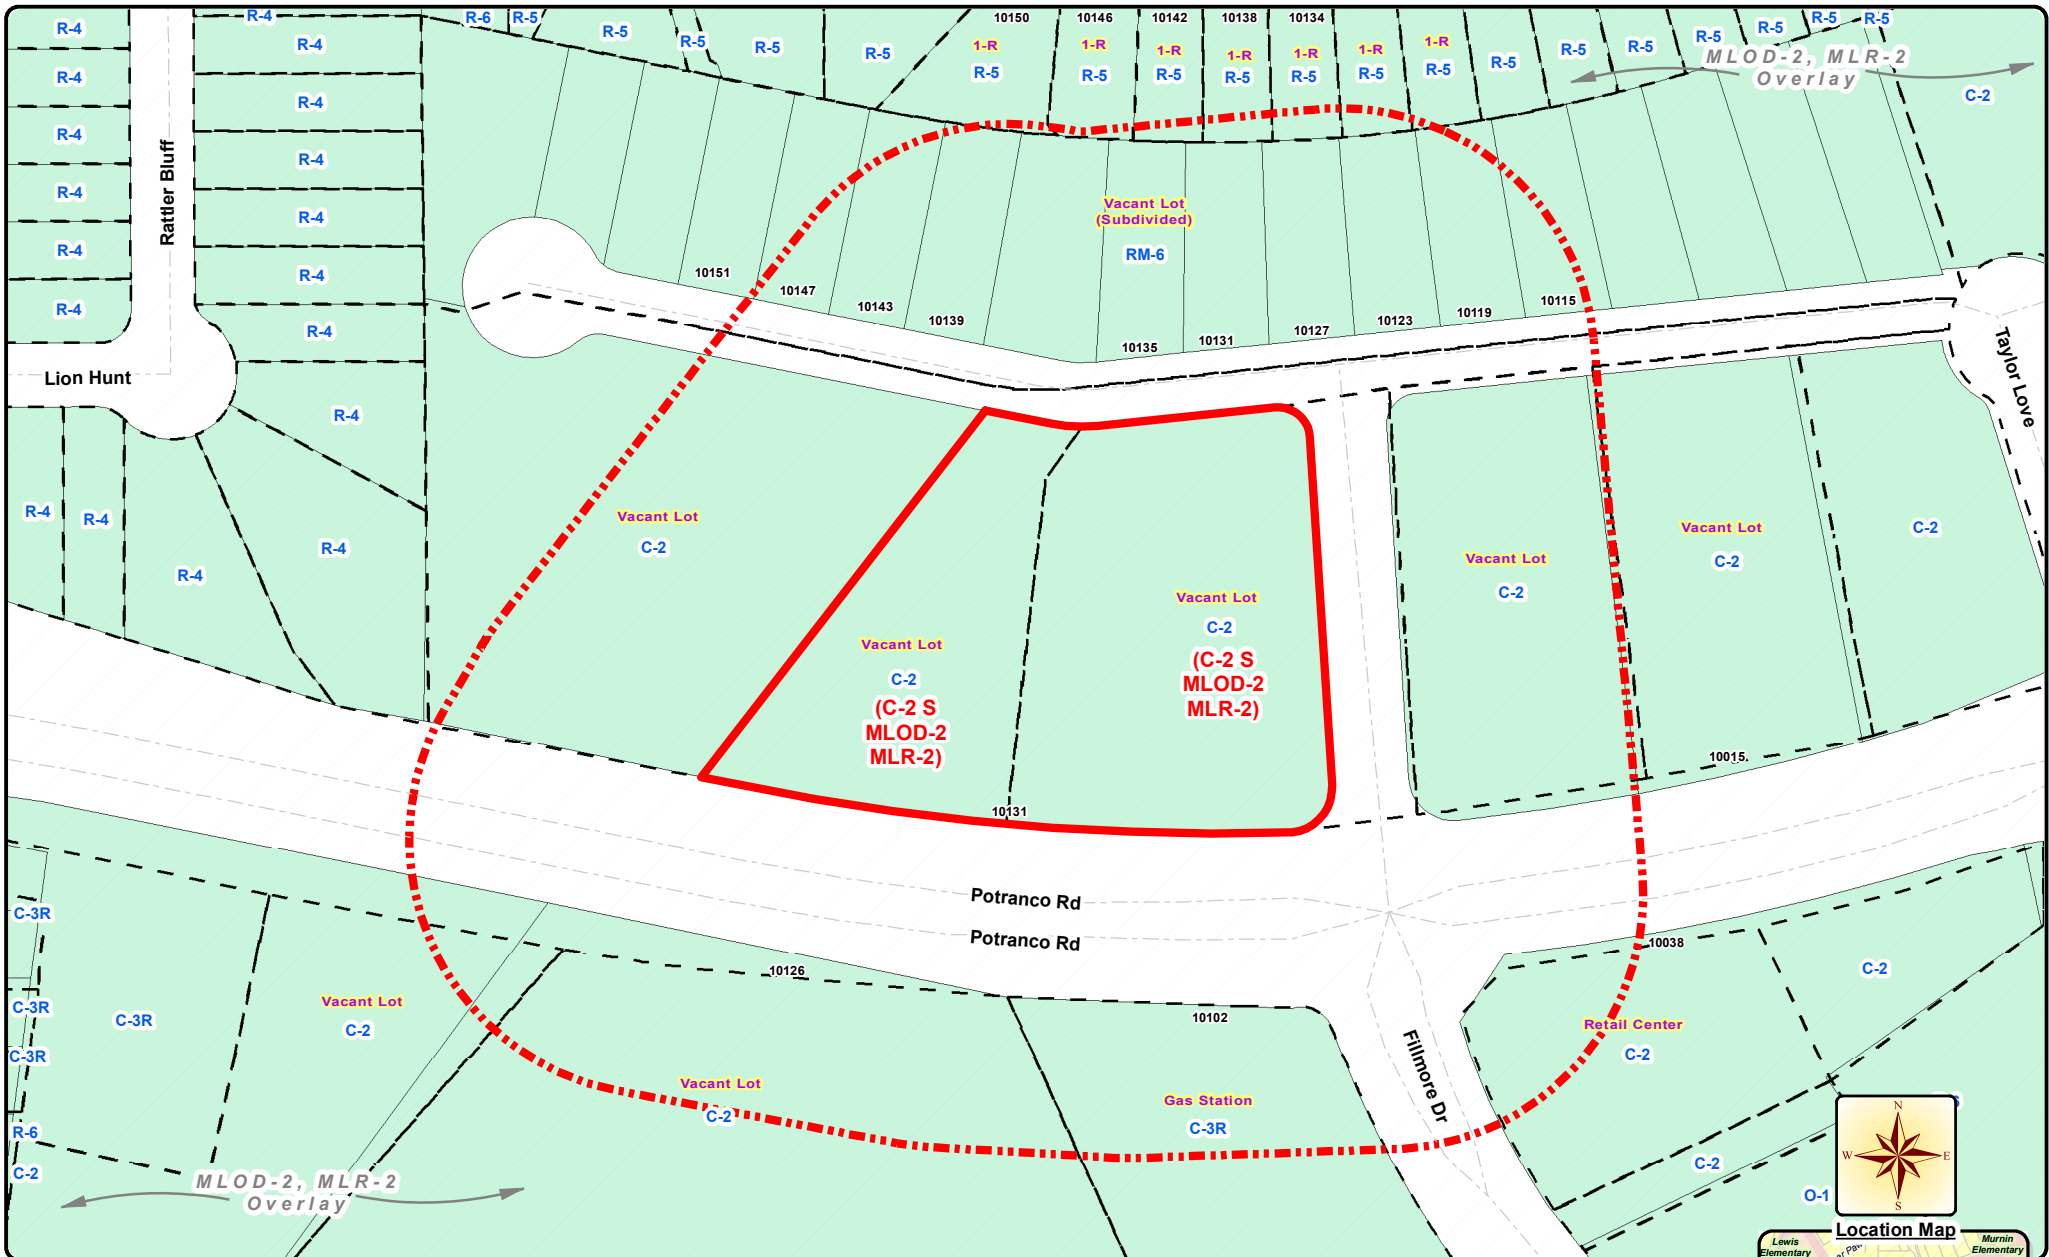 R-4
R-4
R-6
R-5
10150
10146
10142
10138
10134
R-5
R-5
R-5
R-4
R-5
R-5
R-5
R-5
1-R
1-R
1-R
1-R
1-R
1-R
1-R
R-5
R-5
R-5
R-5
R-5
R-5
R-5
R-5
R-5
R-5
R-5
MLOD-2, MLR-2
Overlay
C-2
R-4
R-4
R-4
R-4
R-4
R-4
R-4
R-4
R-4
R-4
R-4
Rattler Bluff
Vacant Lot
(Subdivided)
RM-6
10151
10147
10143
10139
10135
10131
10127
10123
10119
10115
Lion Hunt
Taylor Love
R-4
R-4
R-4
R-4
R-4
Vacant Lot
C-2
Vacant Lot
C-2
Vacant Lot
C-2
C-2
Vacant Lot
C-2
(C-2 S
MLOD-2
MLR-2)
Vacant Lot
C-2
(C-2 S
MLOD-2
MLR-2)
10131
10015
Potranco Rd
Potranco Rd
C-3R
C-3R
C-3R
C-3R
R-6
C-2
Vacant Lot
C-2
10126
10102
10038
C-2
Retail Center
C-2
Vacant Lot
C-2
Gas Station
C-3R
Fillmore Dr
C-2
O-1
MLOD-2, MLR-2
Overlay
N
W
E
S
Location Map
Lewis
Elementary
Murnin
Elementary